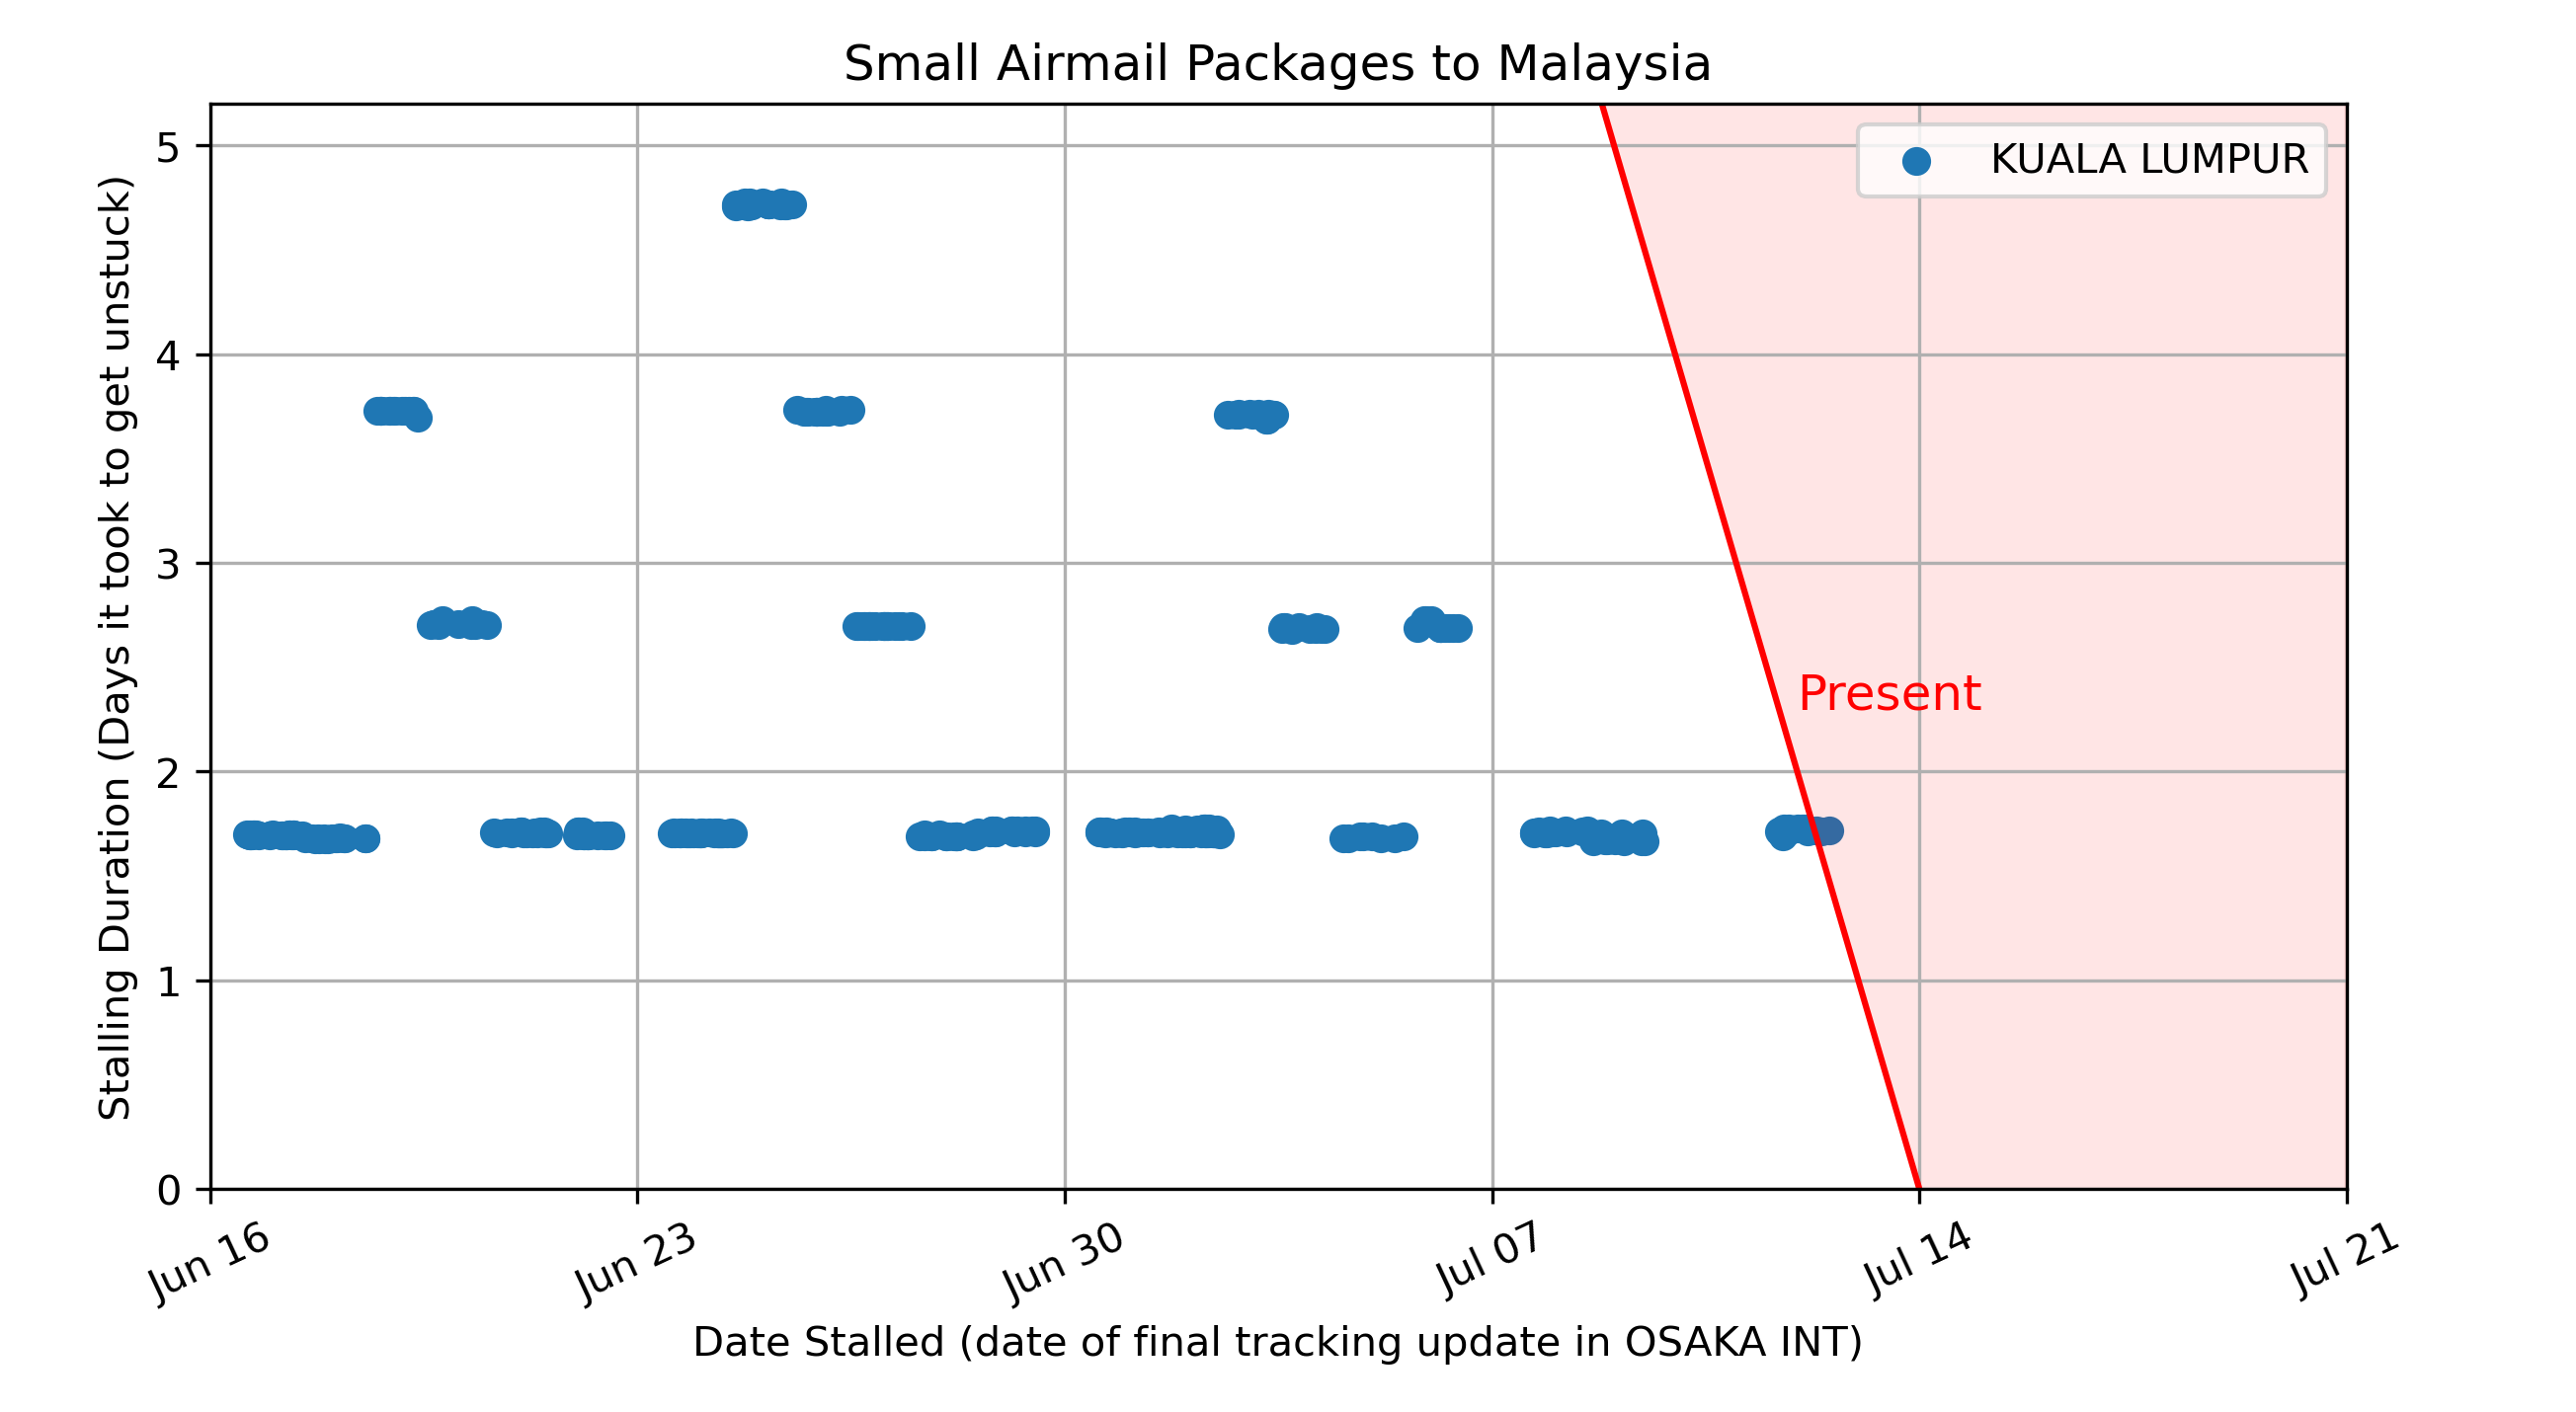 Small Airmail Packages to Malaysia
Stalling Duration (Days it took to get unstuck)
5
4
3
2
1
0
KUALA LUMPUR
Present
Jun 16
Jun 23
Jun 30
Jul 07
Jul 14
Jul 21
Date Stalled (date of final tracking update in OSAKA INT)